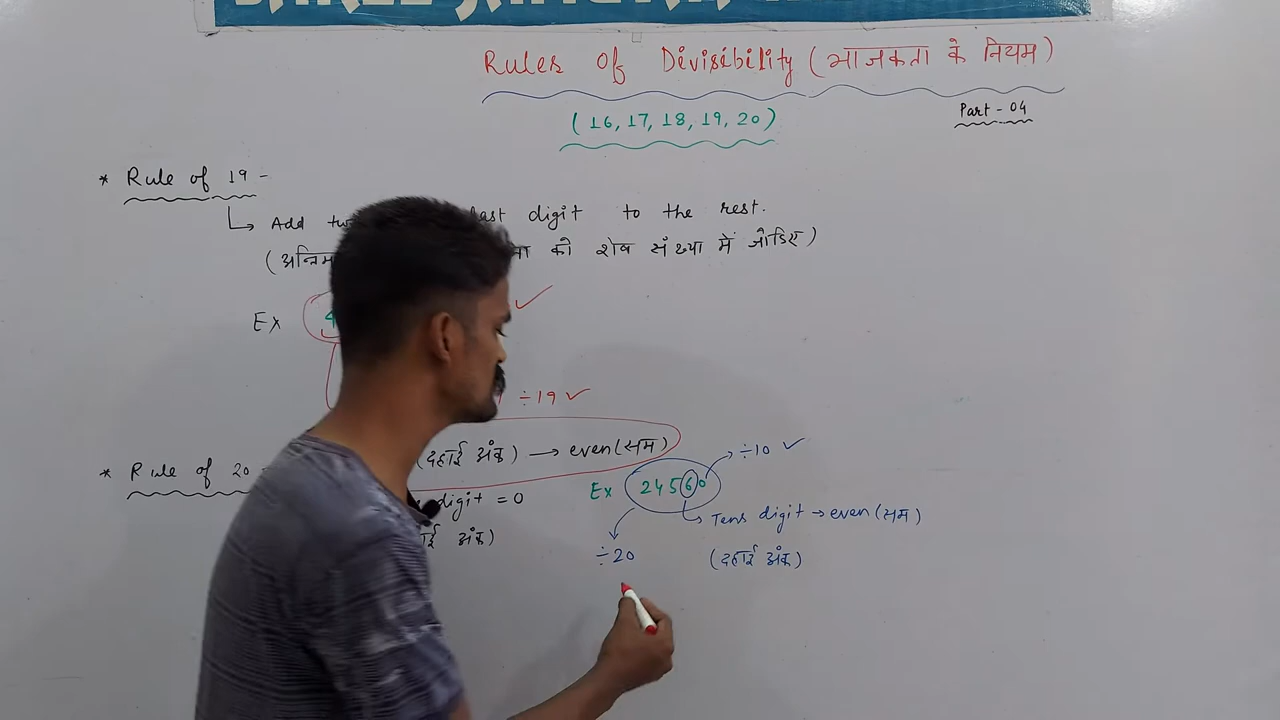 Rules Of Divisibility (भाजकता के नियम)
Part - 04
(16, 17, 18, 19, 20)
* Rule of 19 -
Add last digit to the rest.
को शेष संख्या में जोडिए)
Ex
÷19 ✓
* Rule of 20
(दहाई अंक) → even (सम)
digit = 0
अंक)
Ex 24560 → ÷10 ✓
Tens digit → even (सम)
(दहाई अंक)
÷20